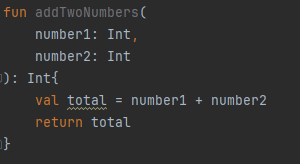 fun addTwoNumbers(
    number1: Int,
    number2: Int
): Int{
    val total = number1 + number2
    return total
}